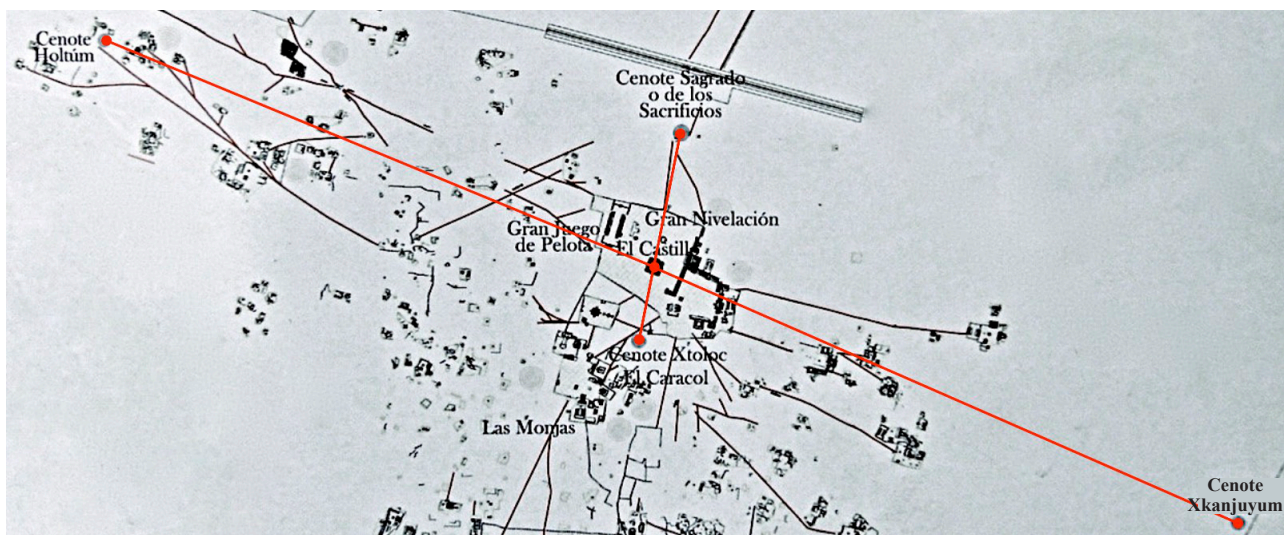 Cenote
Holtúm
Cenote Sagrado
o de los
Sacrificios
Gran Nivelación
Gran Juego
de Pelota
El Castill
Cenote Xtoloc
El Caracol
Las Monjas
Cenote
Xkanjuyum